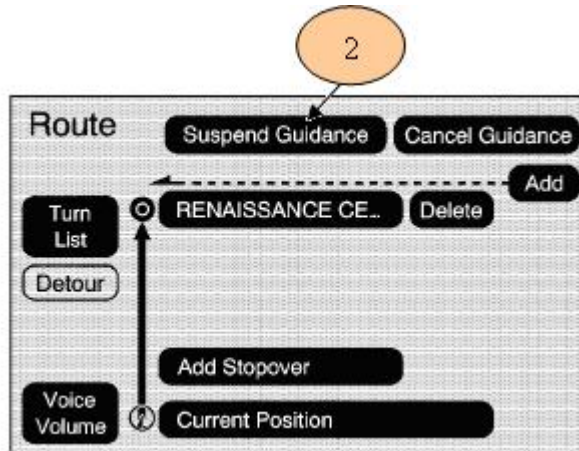 2
Route
Suspend Guidance
Cancel Guidance
Add
Turn
List
RENAISSANCE CE...
Delete
Detour
Add Stopover
Voice
Volume
Current Position